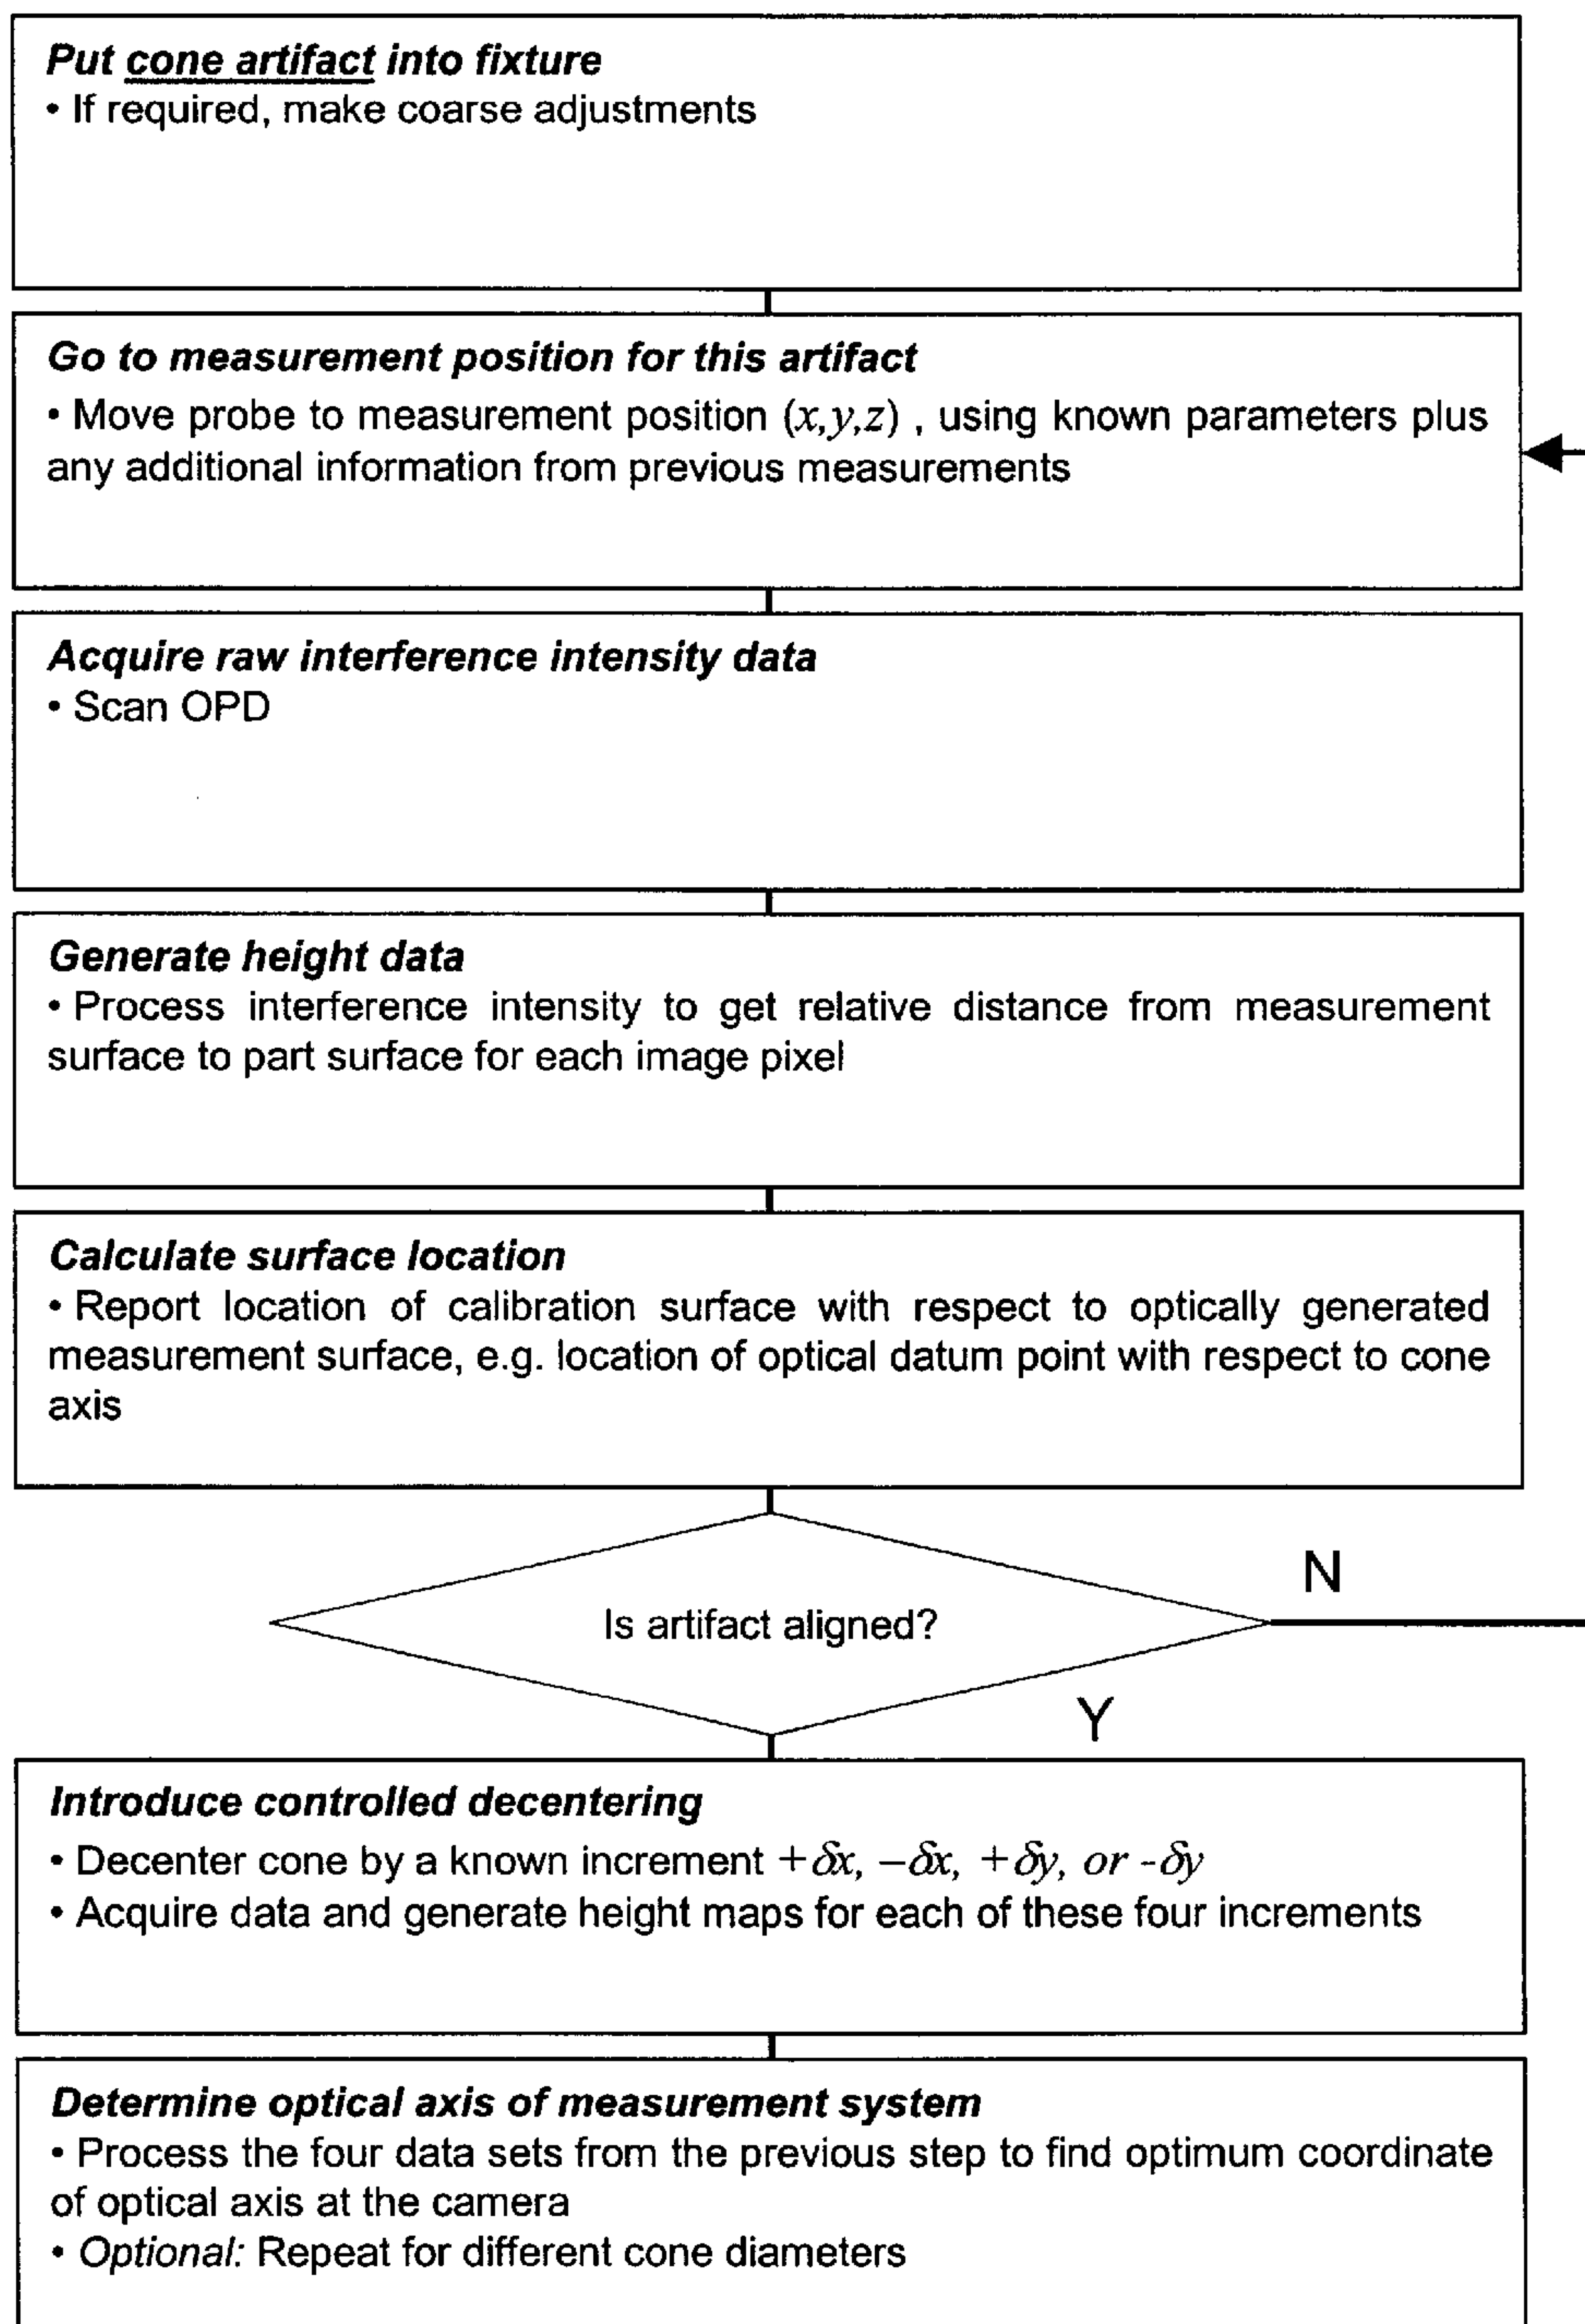 Put cone artifact into fixture
• If required, make coarse adjustments
Go to measurement position for this artifact
• Move probe to measurement position (x,y,z) , using known parameters plus
any additional information from previous measurements
Acquire raw interference intensity data
• Scan OPD
Generate height data
• Process interference intensity to get relative distance from measurement
surface to part surface for each image pixel
Calculate surface location
• Report location of calibration surface with respect to optically generated
measurement surface, e.g. location of optical datum point with respect to cone
axis
N
Is artifact aligned?
Y
Introduce controlled decentering
• Decenter cone by a known increment +δx, −δx, +δy, or -δy
• Acquire data and generate height maps for each of these four increments
Determine optical axis of measurement system
• Process the four data sets from the previous step to find optimum coordinate
of optical axis at the camera
• Optional: Repeat for different cone diameters